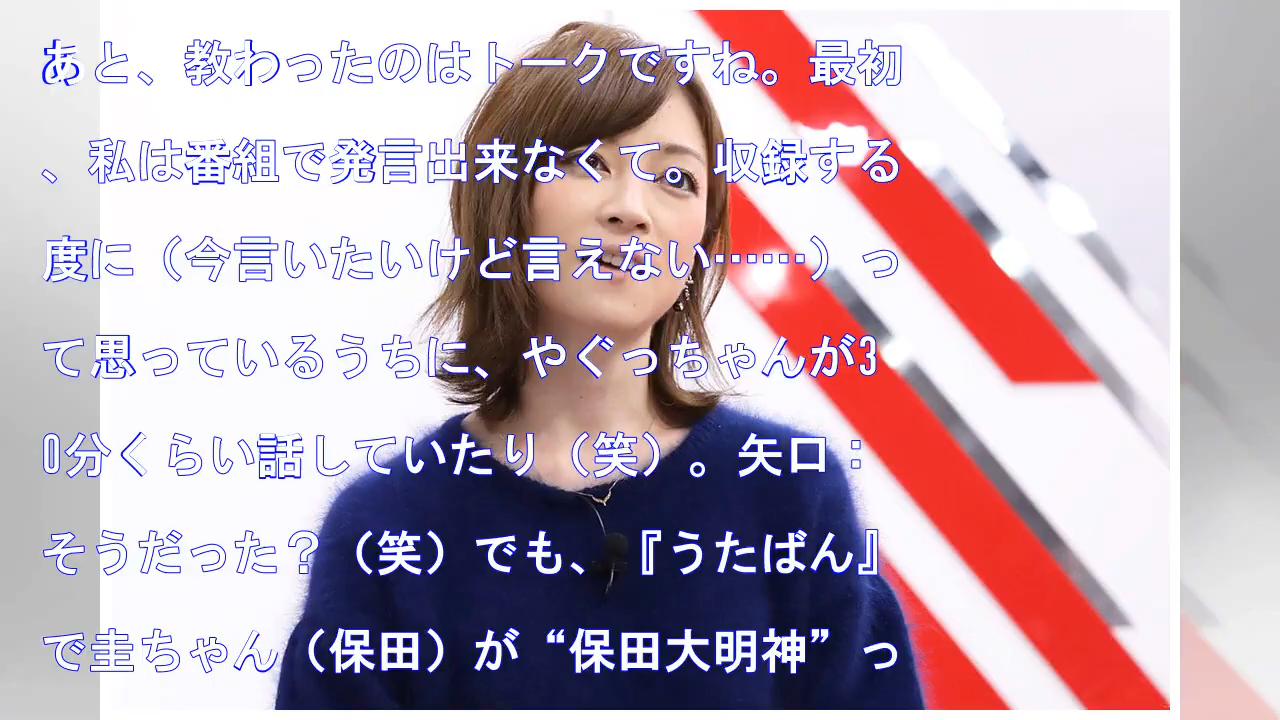 あと、教わったのはトークですね。最初
、私は番組で発言出来なくて。収録する
度に（今言いたいけど言えない……）っ
て思っているうちに、やぐっちゃんが3
0分くらい話していたり（笑）。矢口：
そうだった？（笑）でも、『うたばん』
で圭ちゃん（保田）が“保田大明神”っ